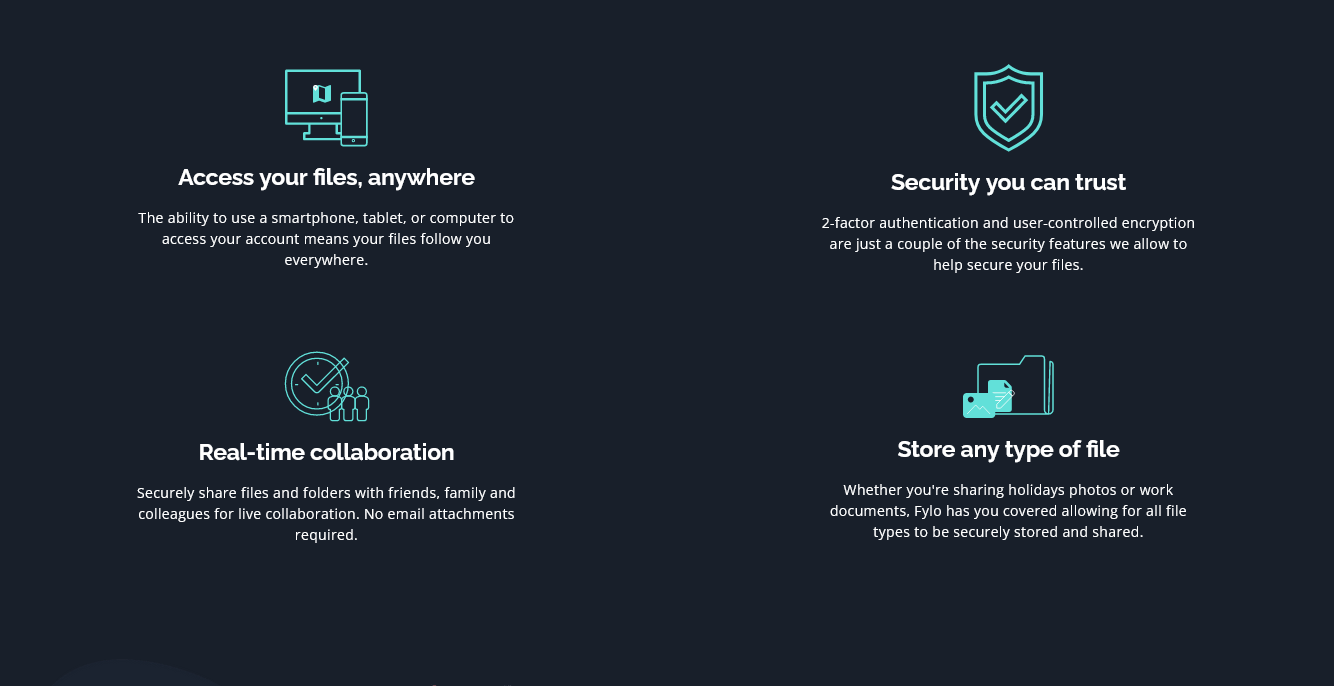 Access your files, anywhere
The ability to use a smartphone, tablet, or computer to
access your account means your files follow you
everywhere.
Security you can trust
2-factor authentication and user-controlled encryption
are just a couple of the security features we allow to
help secure your files.
Real-time collaboration
Securely share files and folders with friends, family and
colleagues for live collaboration. No email attachments
required.
Store any type of file
Whether you're sharing holidays photos or work
documents, Fylo has you covered allowing for all file
types to be securely stored and shared.